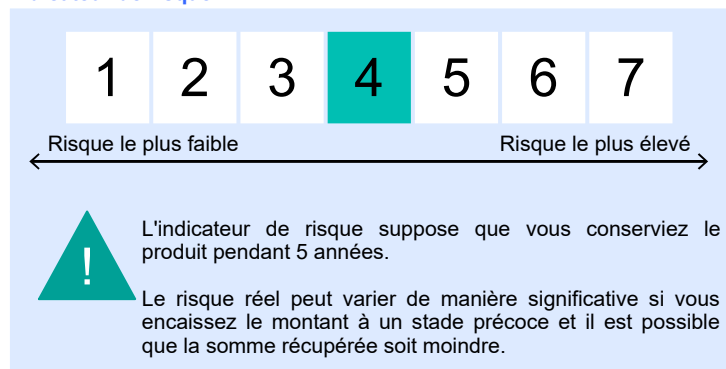 1 2 3 4 5 6 7
Risque le plus faible Risque le plus élevé
! L'indicateur de risque suppose que vous conserviez le
produit pendant 5 années.
Le risque réel peut varier de manière significative si vous
encaissez le montant à un stade précoce et il est possible
que la somme récupérée soit moindre.